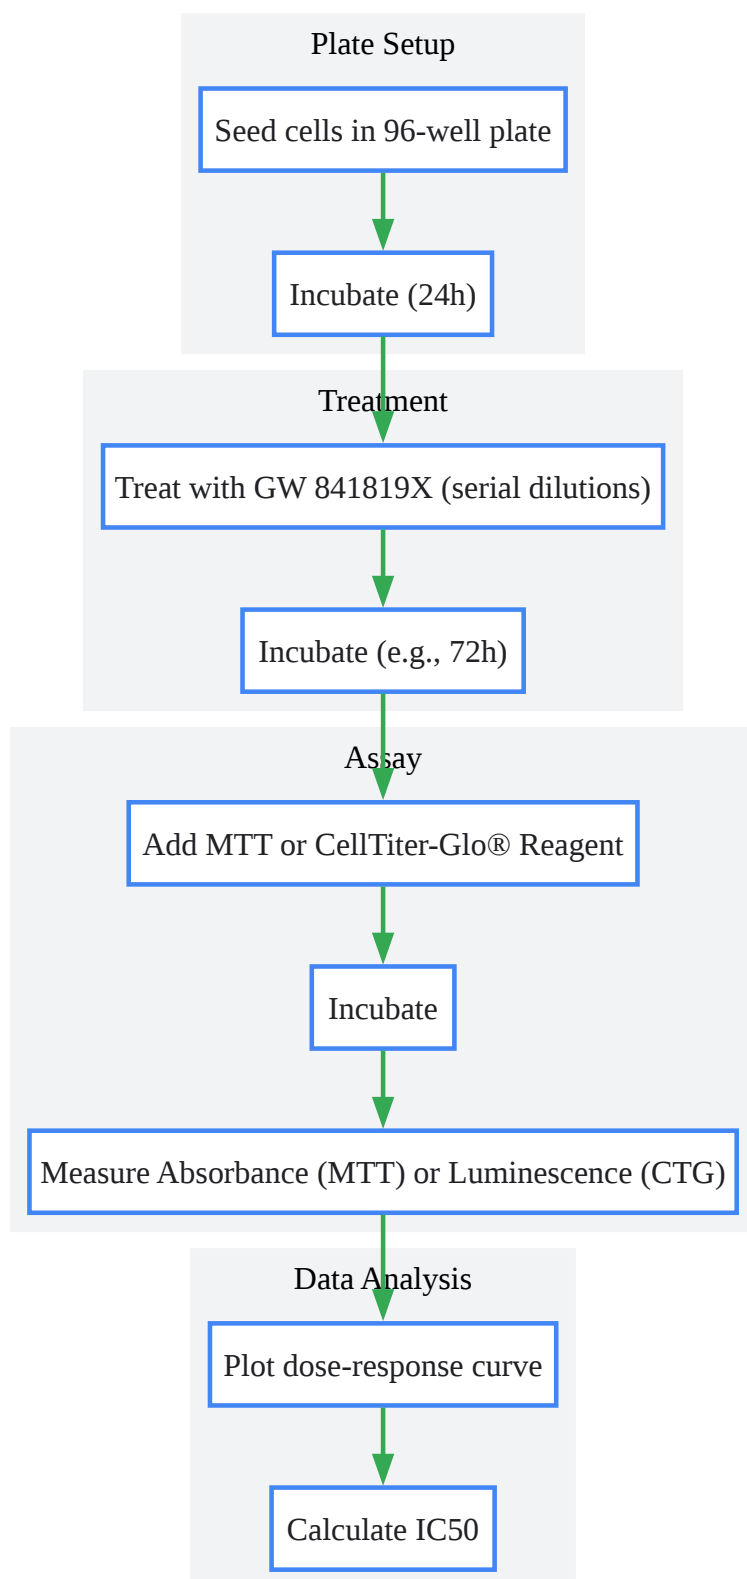 Plate Setup
Seed cells in 96-well plate
Incubate (24h)
Treatment
Treat with GW 841819X (serial dilutions)
Incubate (e.g., 72h)
Assay
Add MTT or CellTiter-Glo® Reagent
Incubate
Measure Absorbance (MTT) or Luminescence (CTG)
Data Analysis
Plot dose-response curve
Calculate IC50